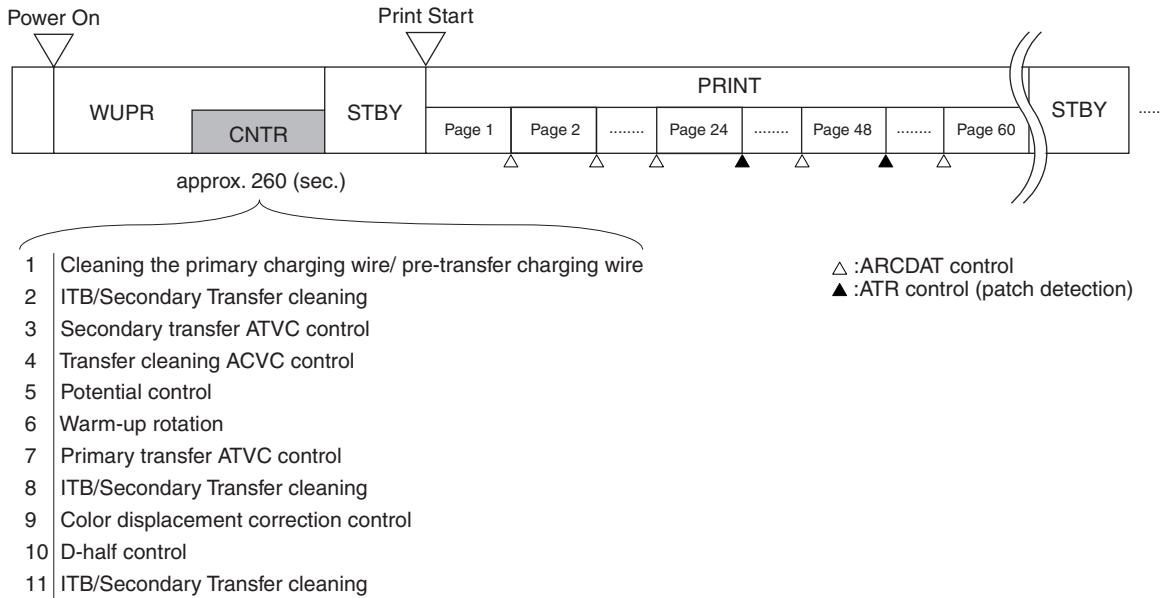 Power On
Print Start
WUPR
CNTR
STBY
PRINT
Page 1
Page 2
........
Page 24
........
Page 48
........
Page 60
STBY
.....
approx. 260 (sec.)
1 Cleaning the primary charging wire/ pre-transfer charging wire
2 ITB/Secondary Transfer cleaning
3 Secondary transfer ATVC control
4 Transfer cleaning ACVC control
5 Potential control
6 Warm-up rotation
7 Primary transfer ATVC control
8 ITB/Secondary Transfer cleaning
9 Color displacement correction control
10 D-half control
11 ITB/Secondary Transfer cleaning
△ :ARCDAT control
▲ :ATR control (patch detection)